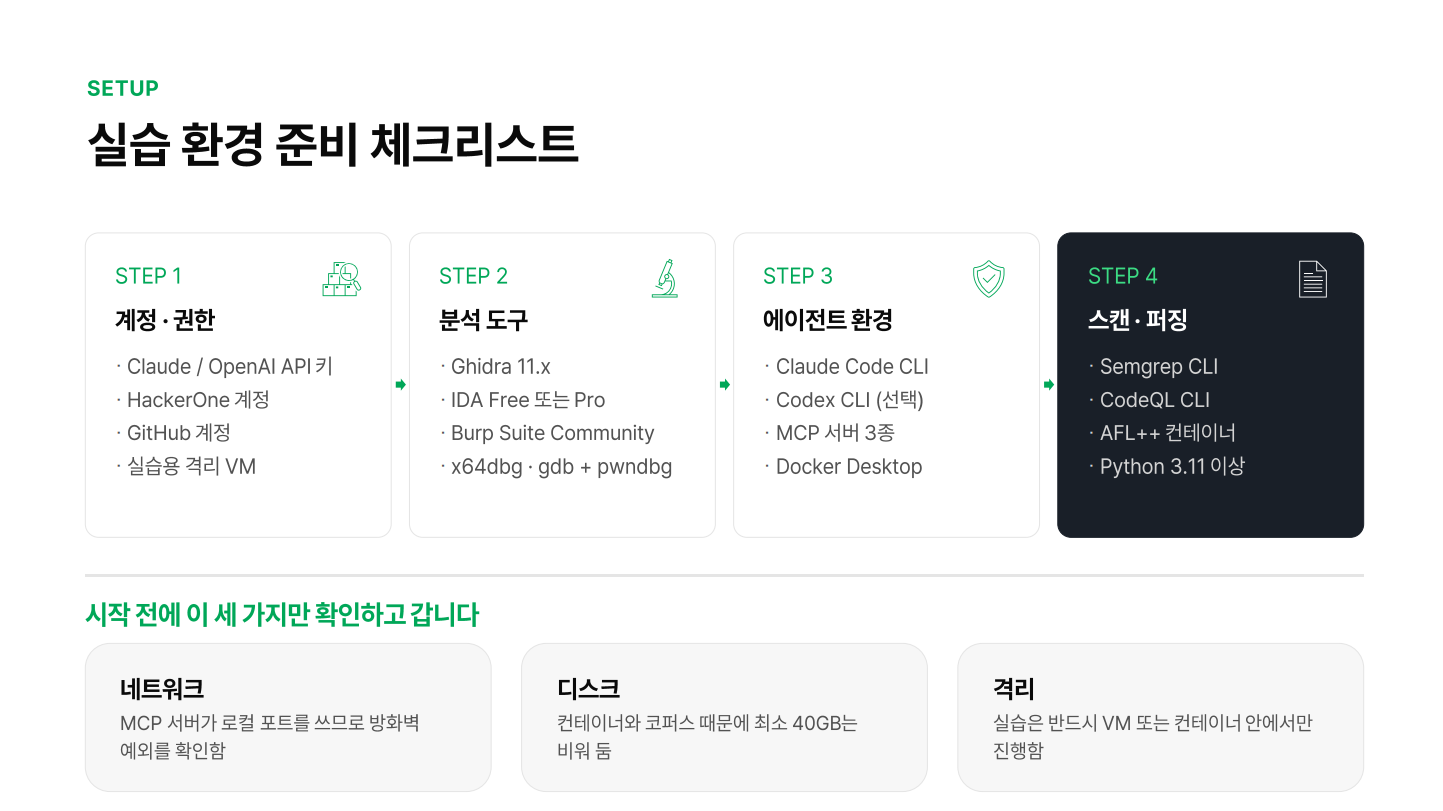 SETUP
실습 환경 준비 체크리스트
STEP 1
계정 · 권한
· Claude / OpenAI API 키
· HackerOne 계정
· GitHub 계정
· 실습용 격리 VM
STEP 2
분석 도구
· Ghidra 11.x
· IDA Free 또는 Pro
· Burp Suite Community
· x64dbg · gdb + pwndbg
STEP 3
에이전트 환경
· Claude Code CLI
· Codex CLI (선택)
· MCP 서버 3종
· Docker Desktop
STEP 4
스캔 · 퍼징
· Semgrep CLI
· CodeQL CLI
· AFL++ 컨테이너
· Python 3.11 이상
시작 전에 이 세 가지만 확인하고 갑니다
네트워크
MCP 서버가 로컬 포트를 쓰므로 방화벽
예외를 확인함
디스크
컨테이너와 코퍼스 때문에 최소 40GB는
비워 둠
격리
실습은 반드시 VM 또는 컨테이너 안에서만
진행함